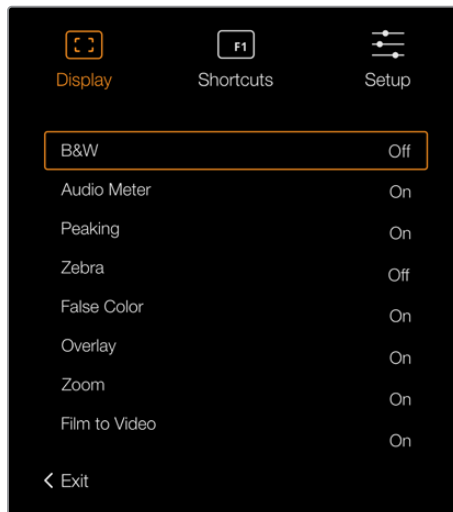 F1
Display Shortcuts Setup
B&W Off
Audio Meter On
Peaking On
Zebra Off
False Color On
Overlay On
Zoom On
Film to Video On
Exit